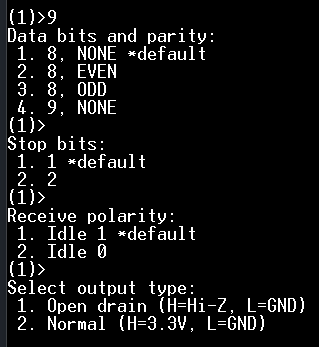 (1)>9
Data bits and parity:
 1. 8, NONE *default
 2. 8, EVEN
 3. 8, ODD
 4. 9, NONE
(1)>
Stop bits:
 1. 1 *default
 2. 2
(1)>
Receive polarity:
 1. Idle 1 *default
 2. Idle 0
(1)>
Select output type:
 1. Open drain (H=Hi-Z, L=GND)
 2. Normal (H=3.3V, L=GND)